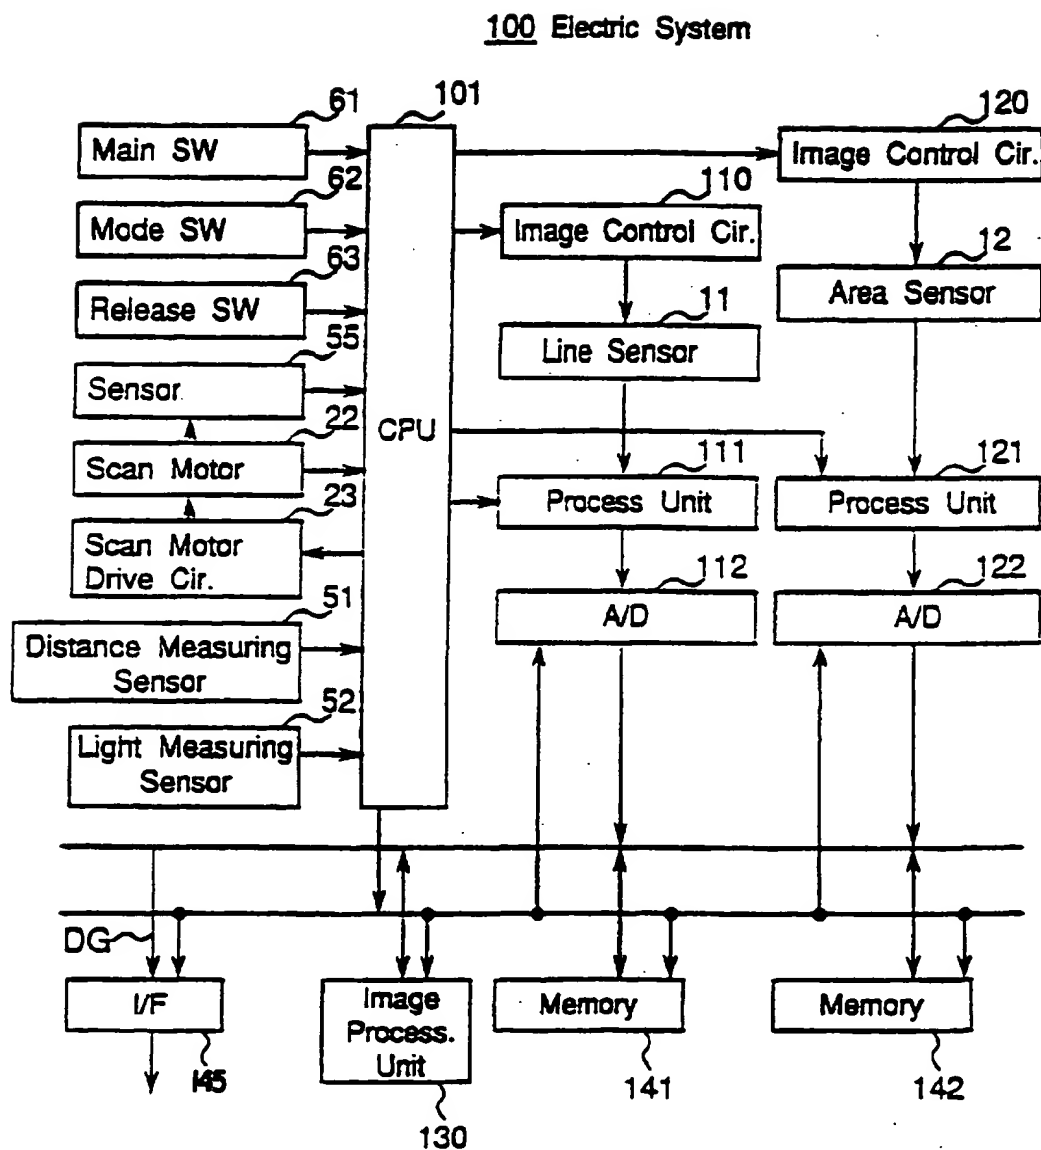 100 Electric System
61
101
120
Main SW
Image Control Cir.
62
110
Mode SW
Image Control Cir.
12
63
Area Sensor
Release SW
11
55
Line Sensor
Sensor
CPU
22
Scan Motor
111
121
Process Unit
Process Unit
23
Scan Motor
Drive Cir.
112
122
A/D
A/D
51
Distance Measuring
Sensor
52
Light Measuring
Sensor
DG
I/F
Image
Process.
Unit
Memory
Memory
145
141
142
130